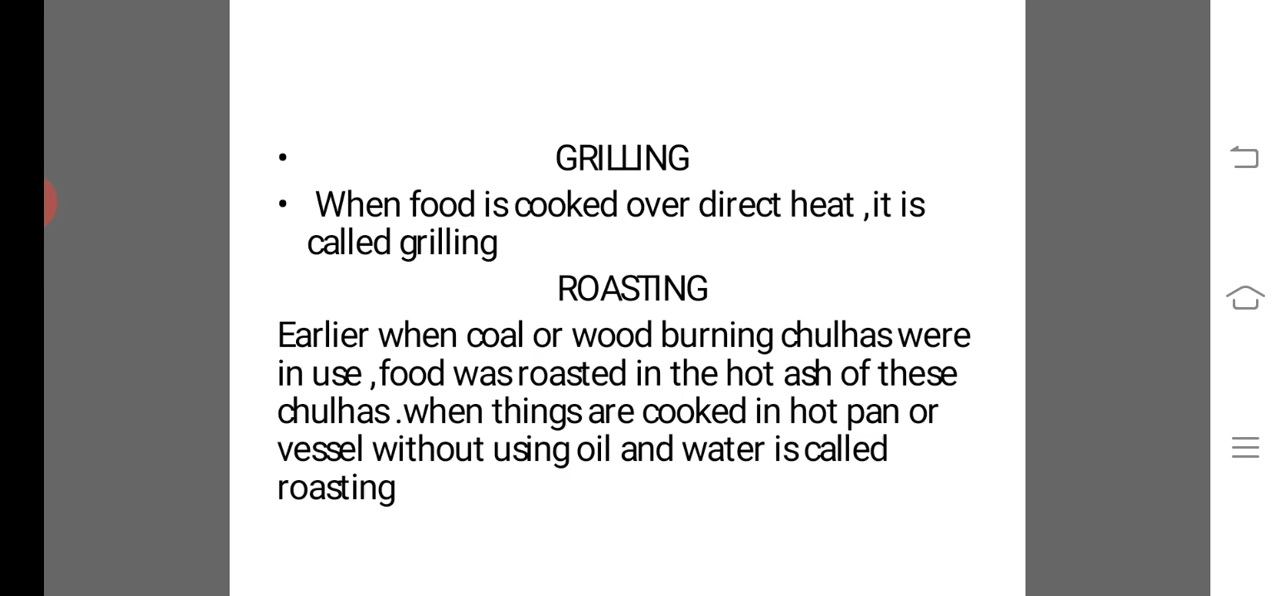 • GRILLING
• When food is cooked over direct heat ,it is
called grilling
ROASTING
Earlier when coal or wood burning chulhas were
in use ,food was roasted in the hot ash of these
chulhas .when things are cooked in hot pan or
vessel without using oil and water is called
roasting